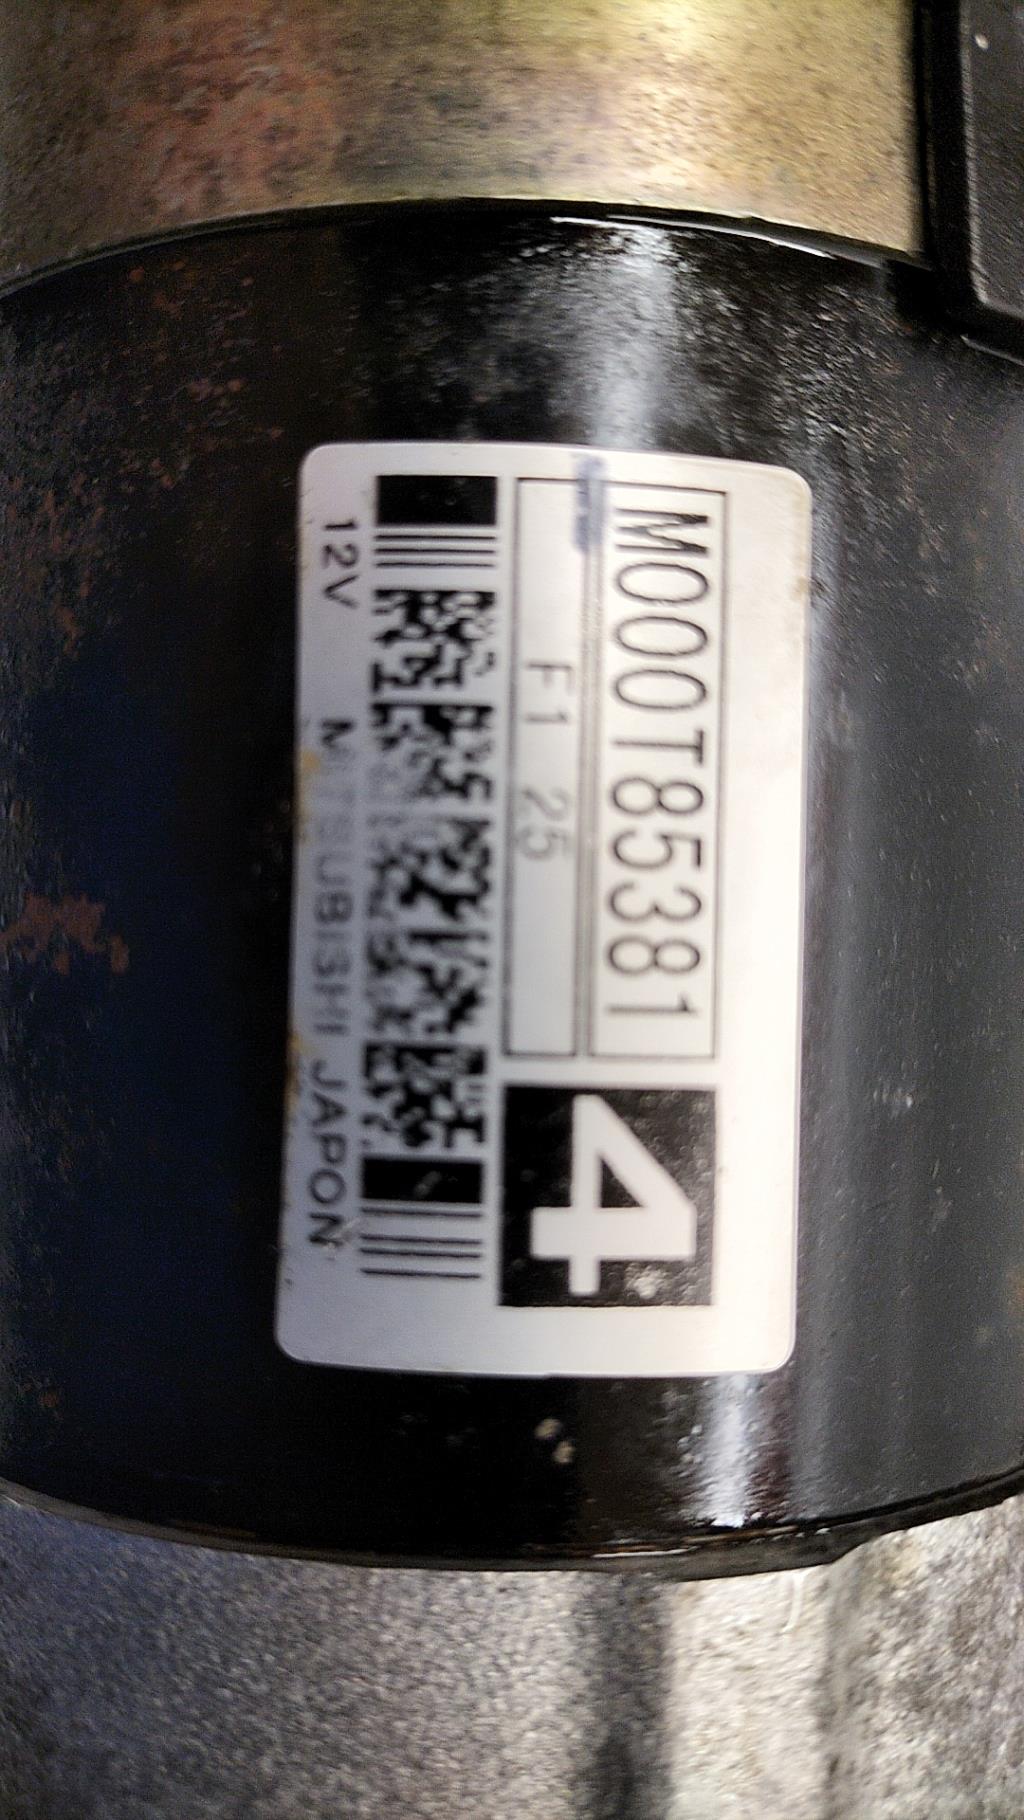 M000T85381
F1 25
4
12V MITSUBISHI JAPON